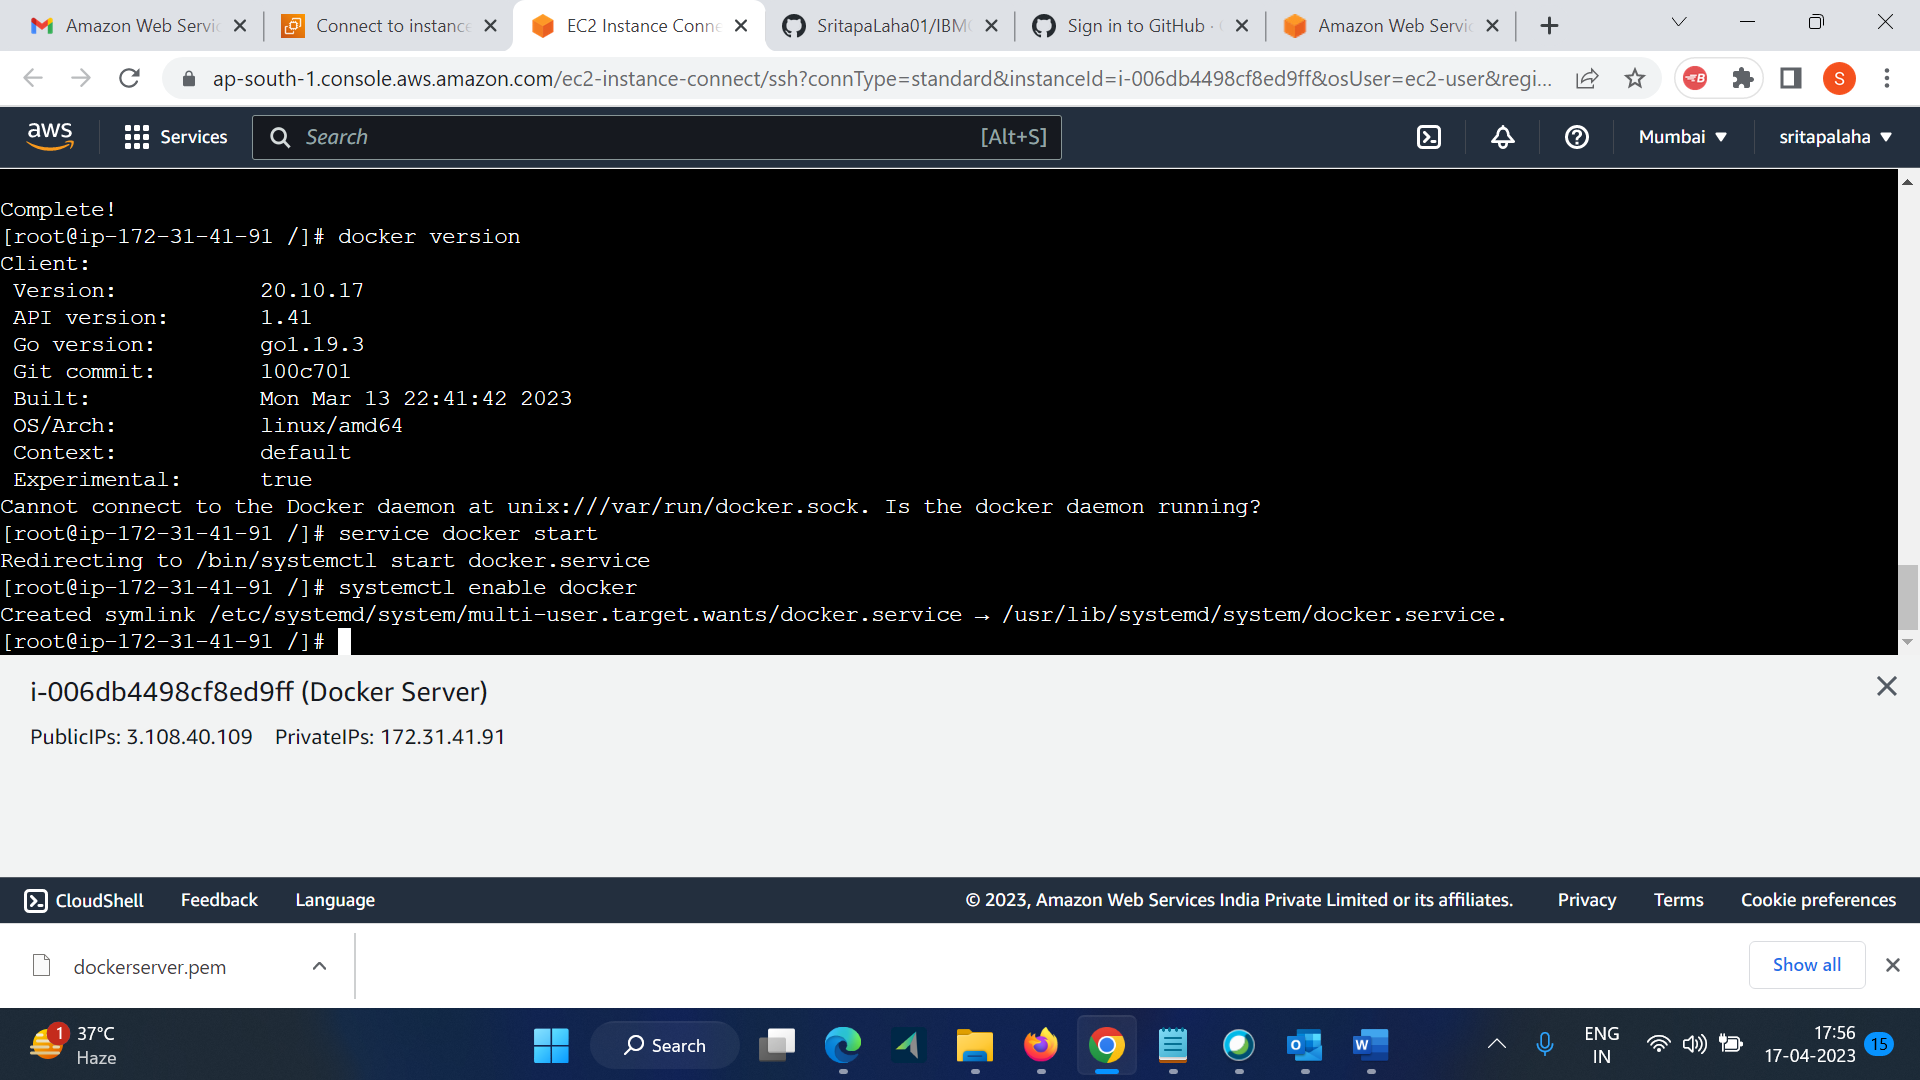 Amazon Web Servic
Connect to instance
EC2 Instance Conne
SritapaLaha01/IBM
Sign in to GitHub ·
Amazon Web Servic
ap-south-1.console.aws.amazon.com/ec2-instance-connect/ssh?connType=standard&instanceId=i-006db4498cf8ed9ff&osUser=ec2-user&regi...
S
aws
Services
Search
[Alt+S]
Mumbai
sritapalaha
Complete!
[root@ip-172-31-41-91 /]# docker version
Client:
Version: 20.10.17
API version: 1.41
Go version: go1.19.3
Git commit: 100c701
Built: Mon Mar 13 22:41:42 2023
OS/Arch: linux/amd64
Context: default
Experimental: true
Cannot connect to the Docker daemon at unix:///var/run/docker.sock. Is the docker daemon running?
[root@ip-172-31-41-91 /]# service docker start
Redirecting to /bin/systemctl start docker.service
[root@ip-172-31-41-91 /]# systemctl enable docker
Created symlink /etc/systemd/system/multi-user.target.wants/docker.service → /usr/lib/systemd/system/docker.service.
[root@ip-172-31-41-91 /]#
i-006db4498cf8ed9ff (Docker Server)
PublicIPs: 3.108.40.109 PrivateIPs: 172.31.41.91
CloudShell
Feedback
Language
© 2023, Amazon Web Services India Private Limited or its affiliates.
Privacy
Terms
Cookie preferences
dockerserver.pem
Show all
1
37°C
Haze
Search
ENG
IN
17:56
17-04-2023
15